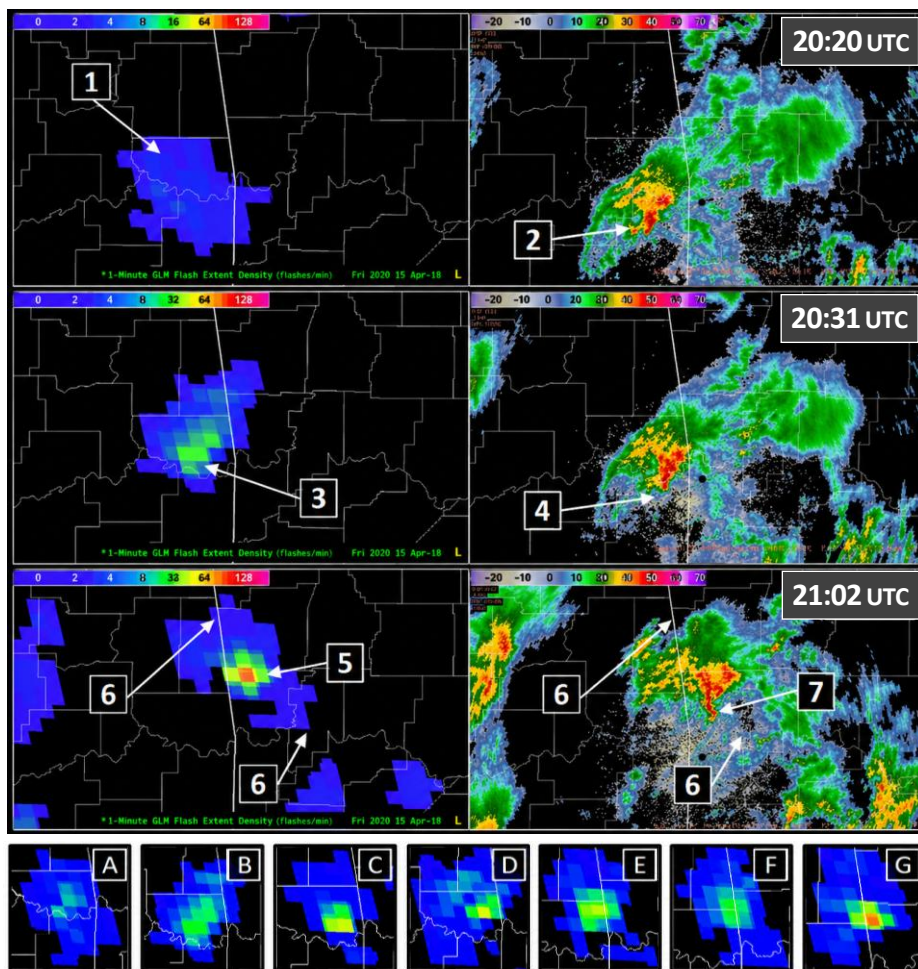 0 2 4 8 16 64 128
-20 -10 0 10 20 30 40 50 60 70
20:20 UTC
1
2
*1-Minute GLM Flash Extent Density (flashes/min) Fri 2020 15 Apr-18 L
0 2 4 8 32 64 128
-20 -10 0 10 20 30 40 50 60 70
20:31 UTC
3
4
*1-Minute GLM Flash Extent Density (flashes/min) Fri 2020 15 Apr-18 L
0 2 4 8 64 128
-20 -10 0 10 20 30 40 50 60 70
21:02 UTC
6
5
6
6
7
6
*1-Minute GLM Flash Extent Density (flashes/min) Fri 2020 15 Apr-18 L
A B C D E F G